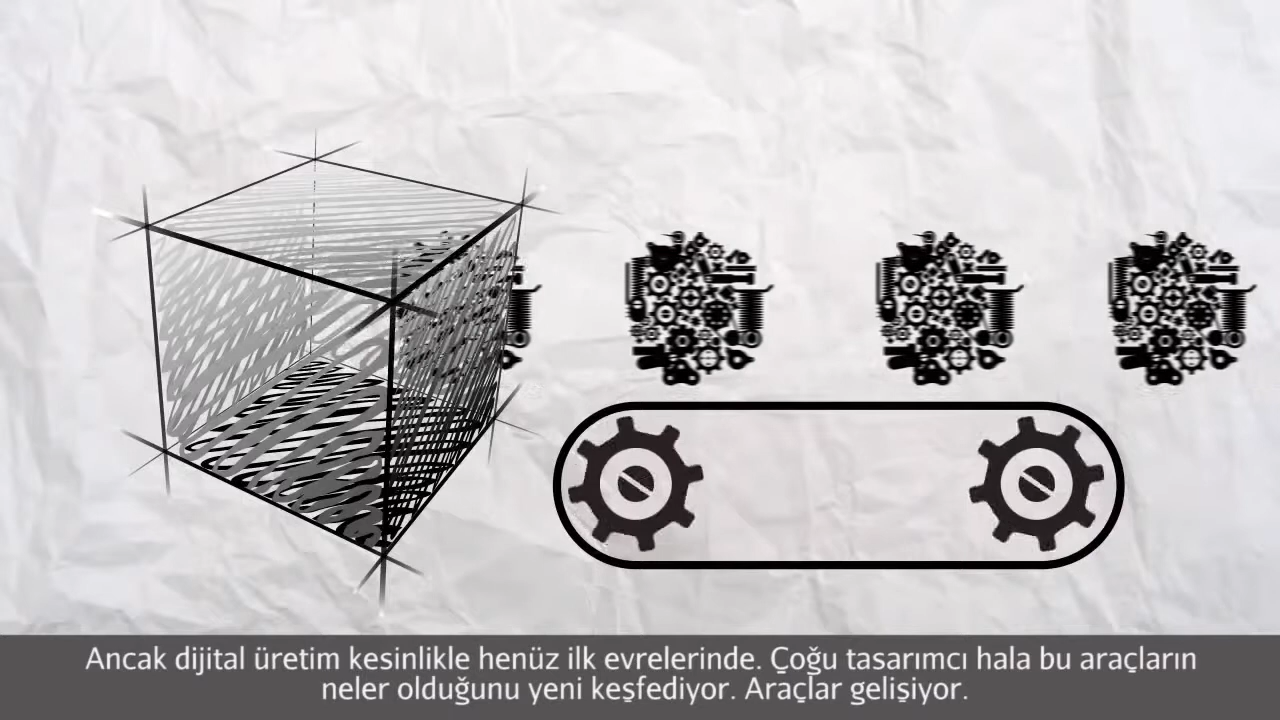 Ancak dijital üretim kesinlikle henüz ilk evrelerinde. Çoğu tasarımcı hala bu araçların
neler olduğunu yeni keşfediyor. Araçlar gelişiyor.